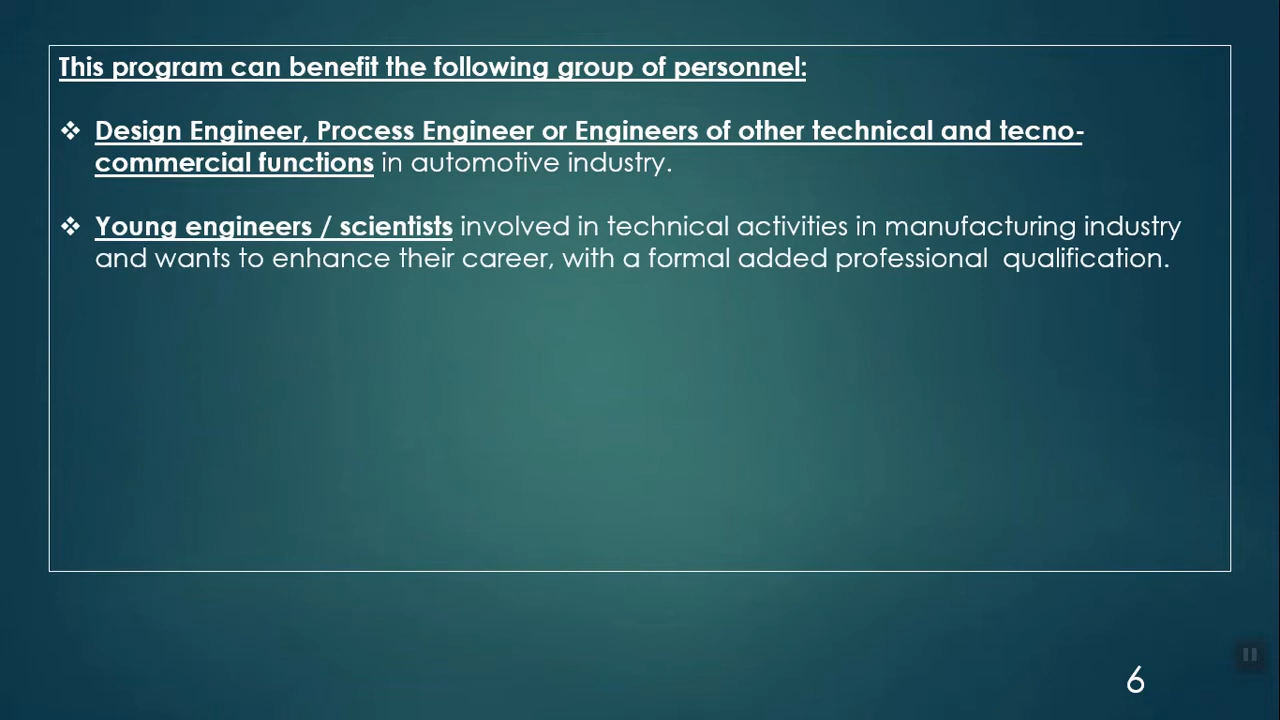 This program can benefit the following group of personnel:
❖ Design Engineer, Process Engineer or Engineers of other technical and tecno-
commercial functions in automotive industry.
❖ Young engineers / scientists involved in technical activities in manufacturing industry
and wants to enhance their career, with a formal added professional  qualification.
6